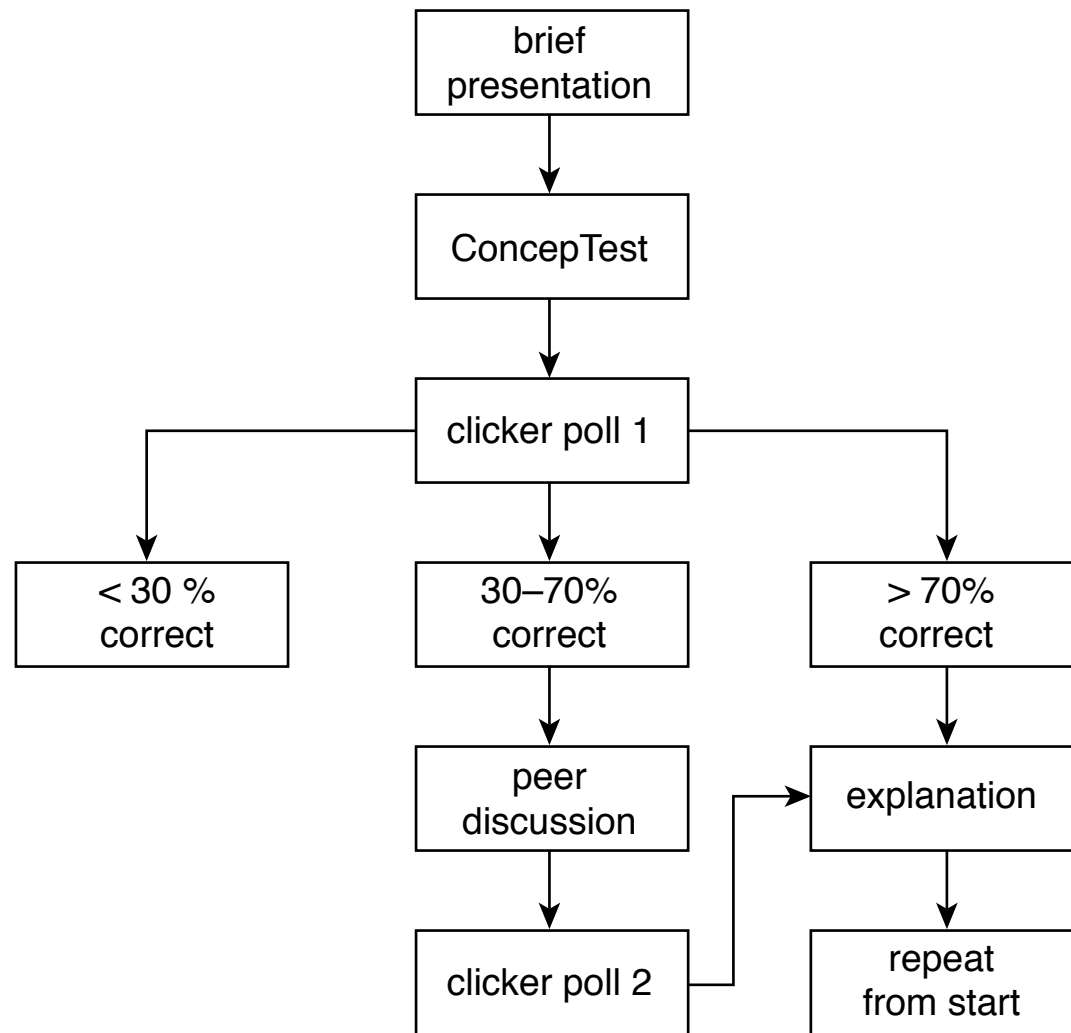 brief
presentation
ConcepTest
clicker poll 1
< 30 %
correct
30–70%
correct
> 70%
correct
peer
discussion
explanation
clicker poll 2
repeat
from start